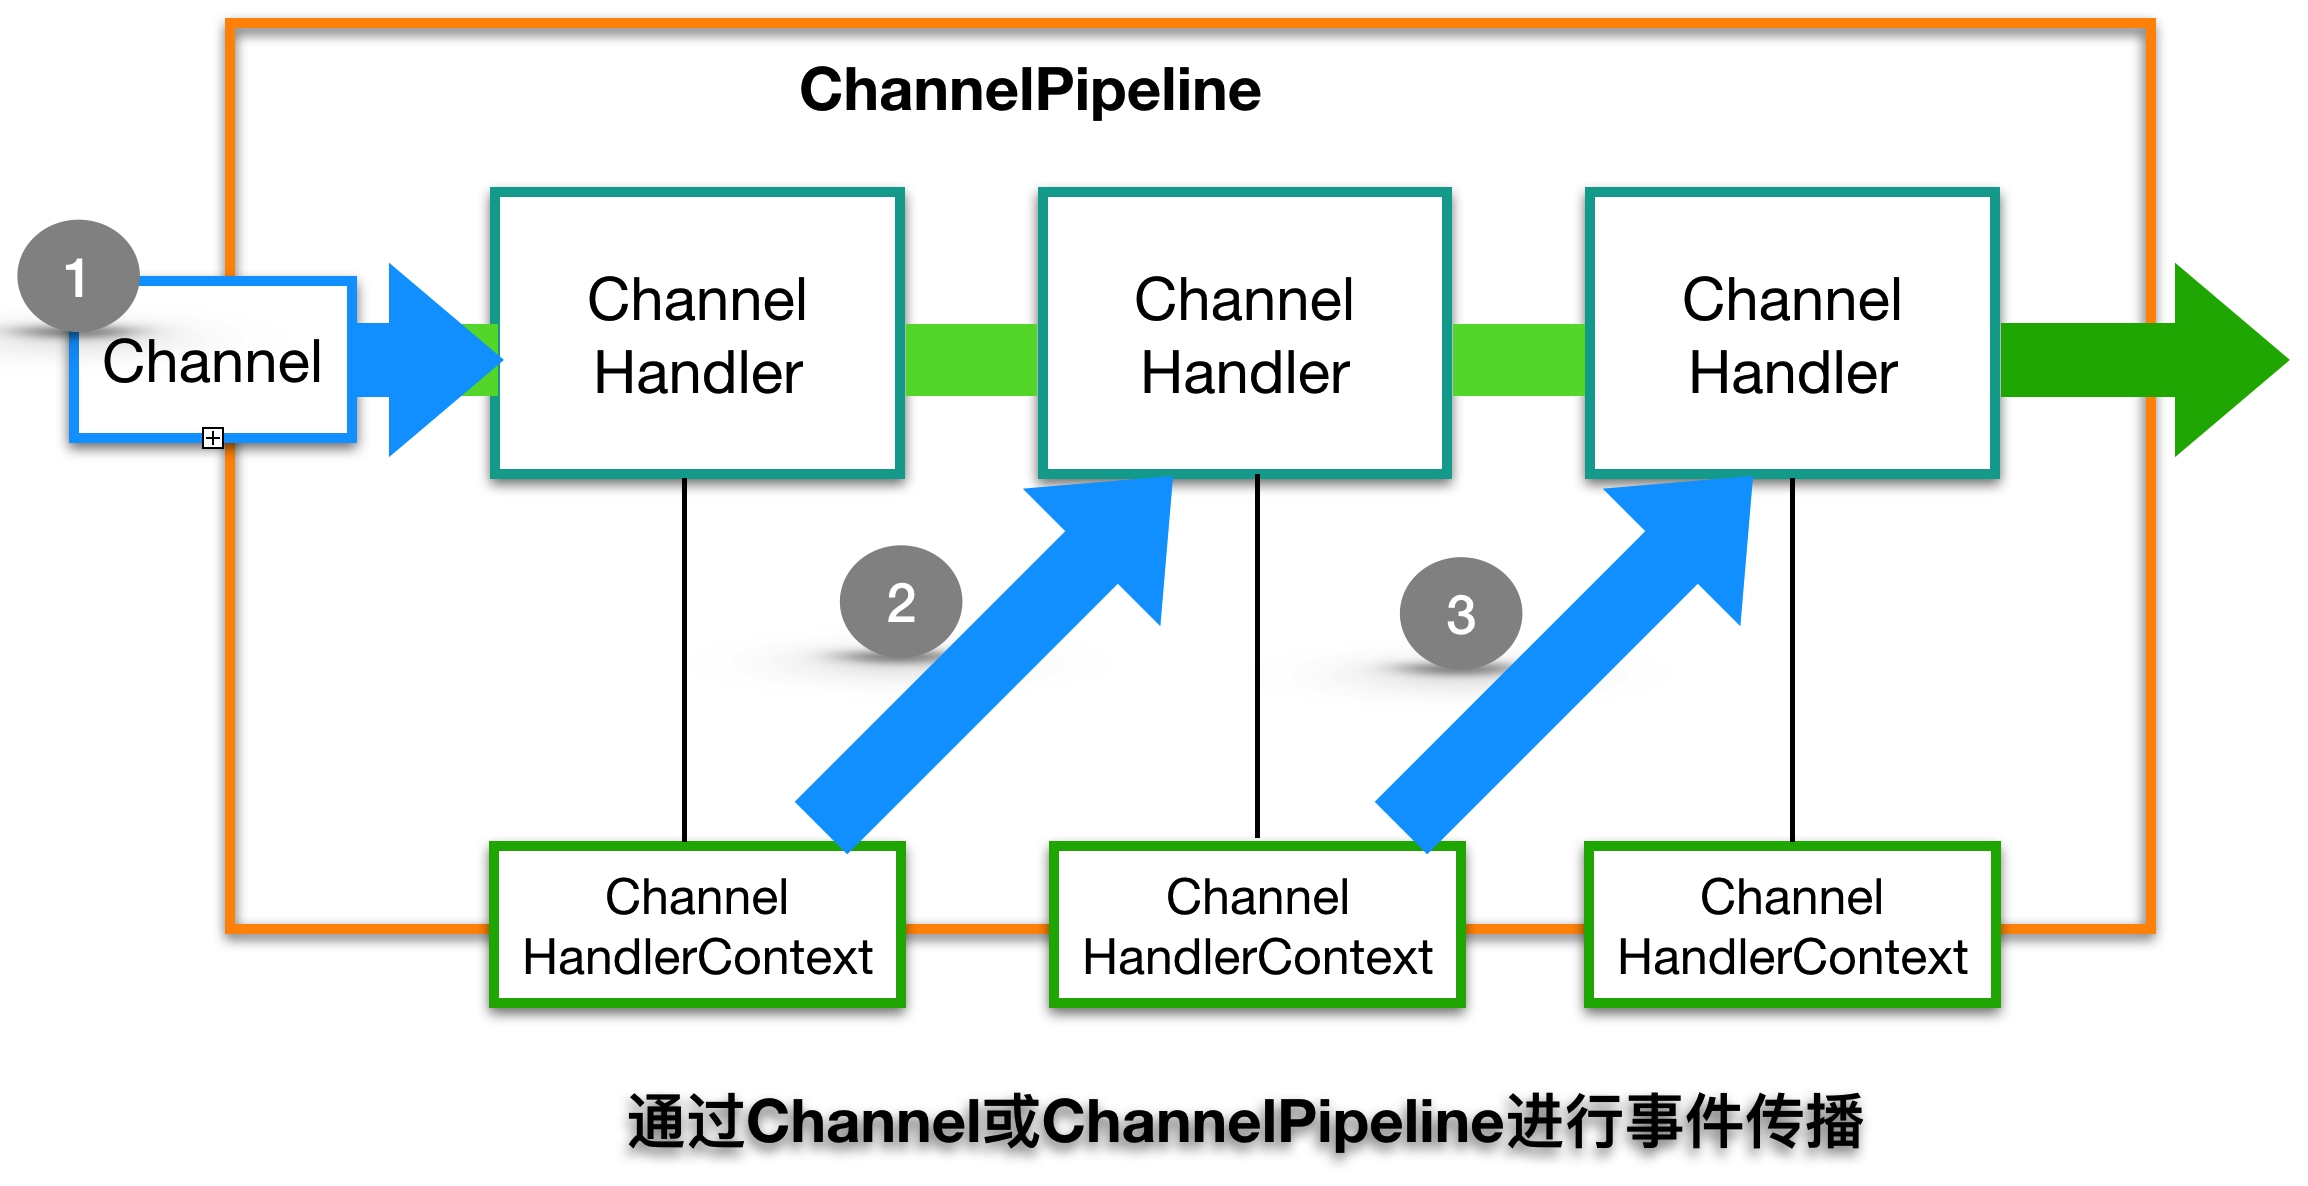 ChannelPipeline
1
Channel
Channel
Handler
Channel
Handler
Channel
Handler
2
3
Channel
HandlerContext
Channel
HandlerContext
Channel
HandlerContext
通过Channel或ChannelPipeline进行事件传播